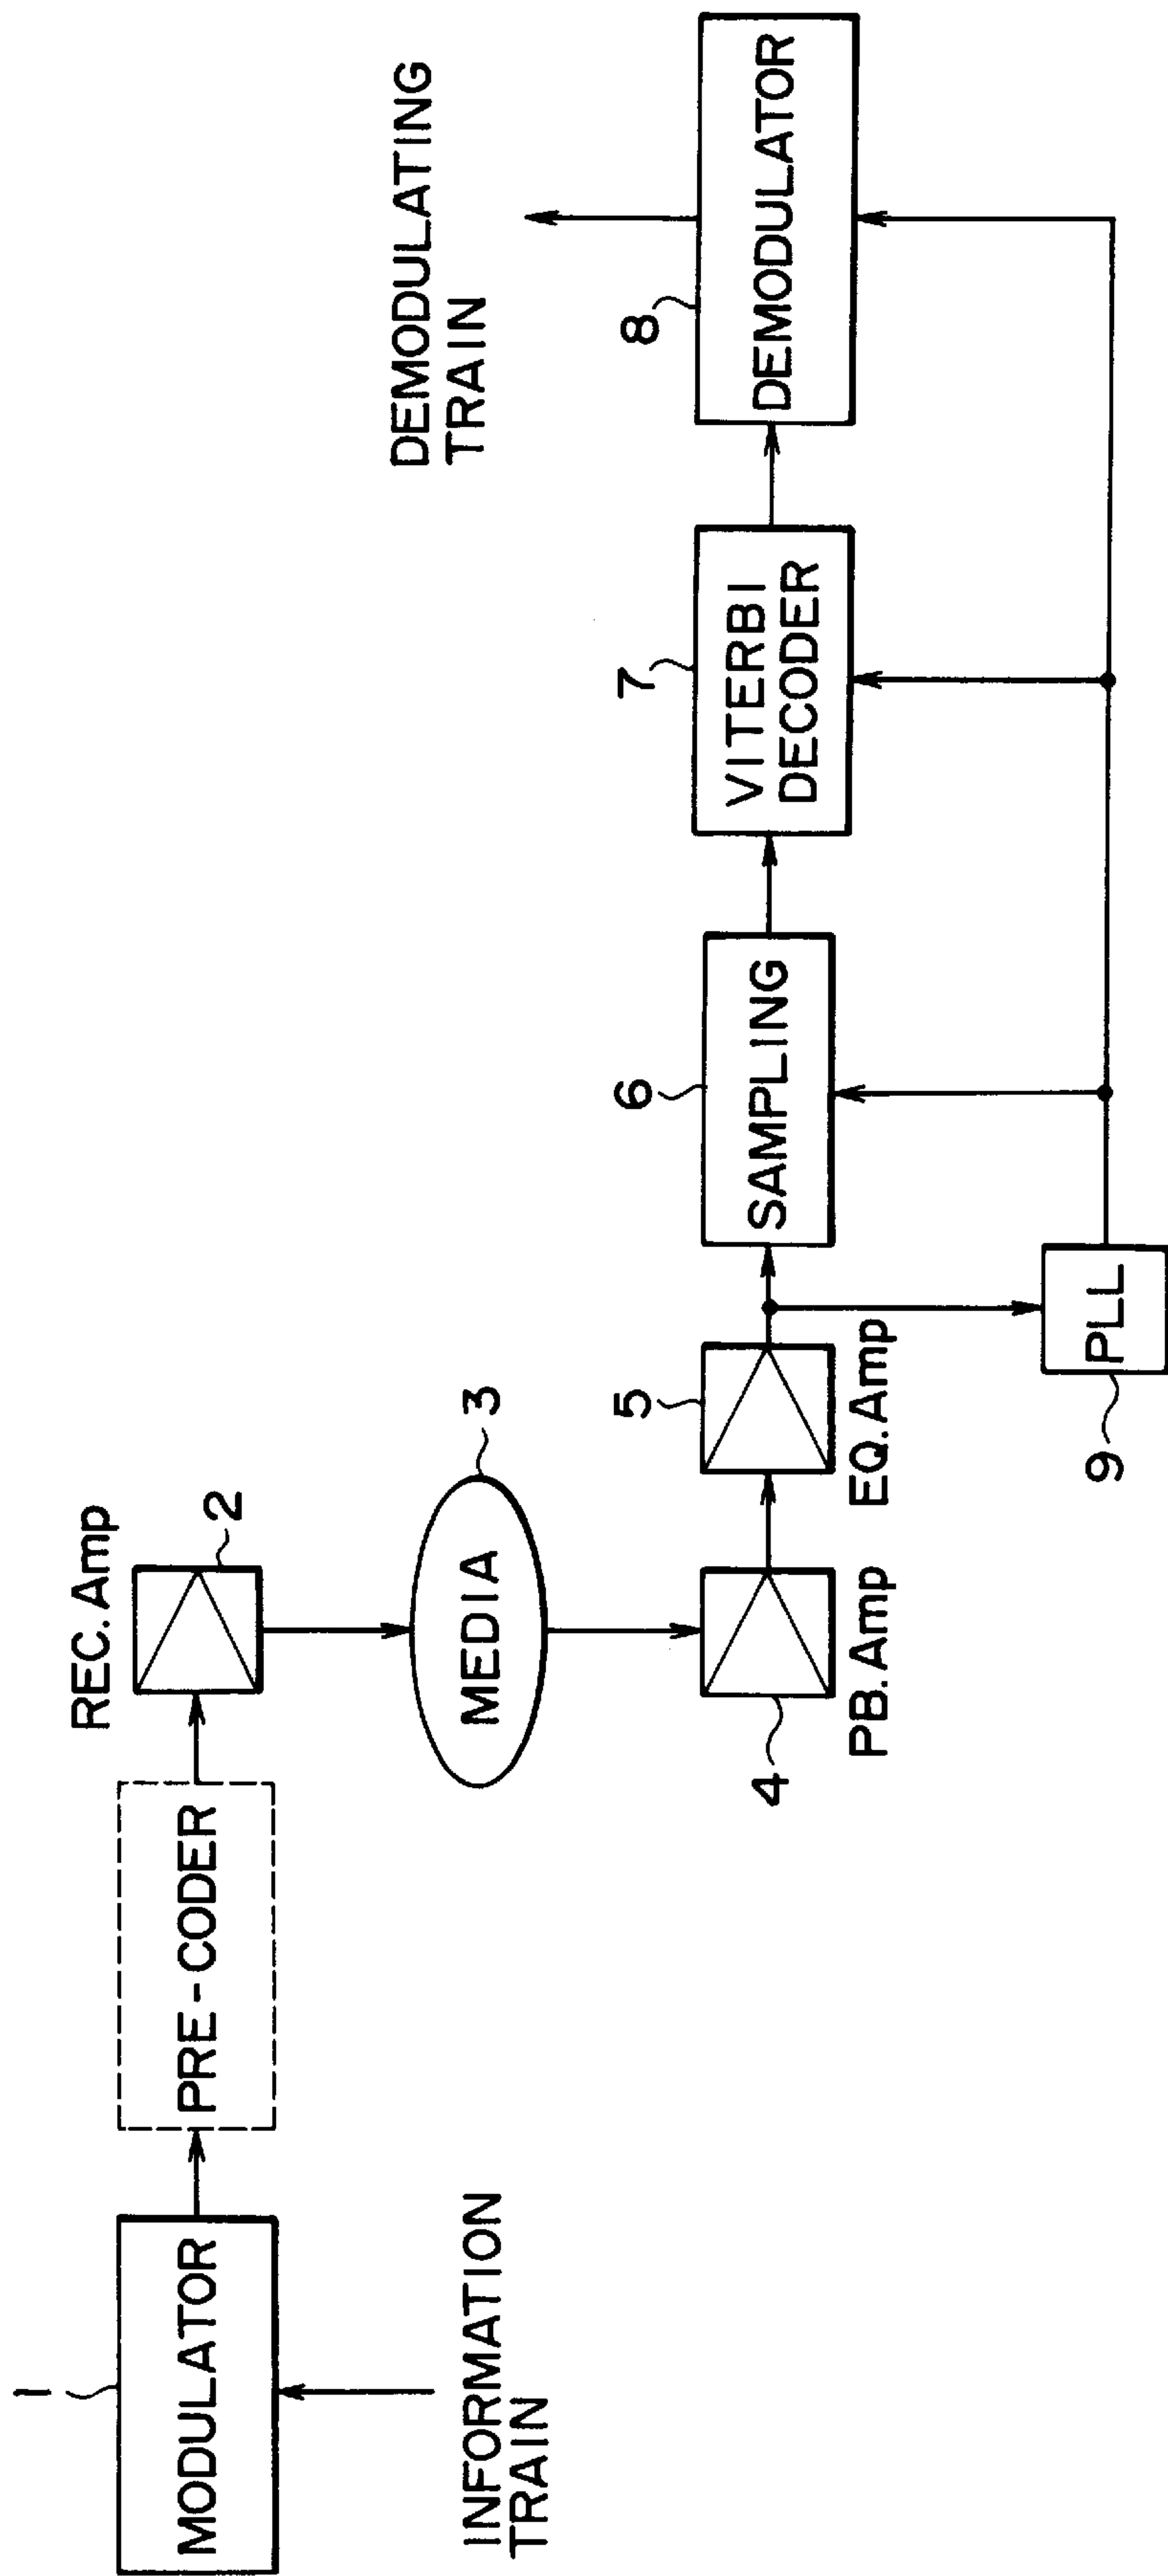 1
MODULATOR
INFORMATION
TRAIN
PRE-CODER
REC.Amp
2
MEDIA
3
4
PB.Amp
5
EQ.Amp
6
SAMPLING
PLL
9
7
VITERBI
DECODER
8
DEMODULATOR
DEMODULATING
TRAIN